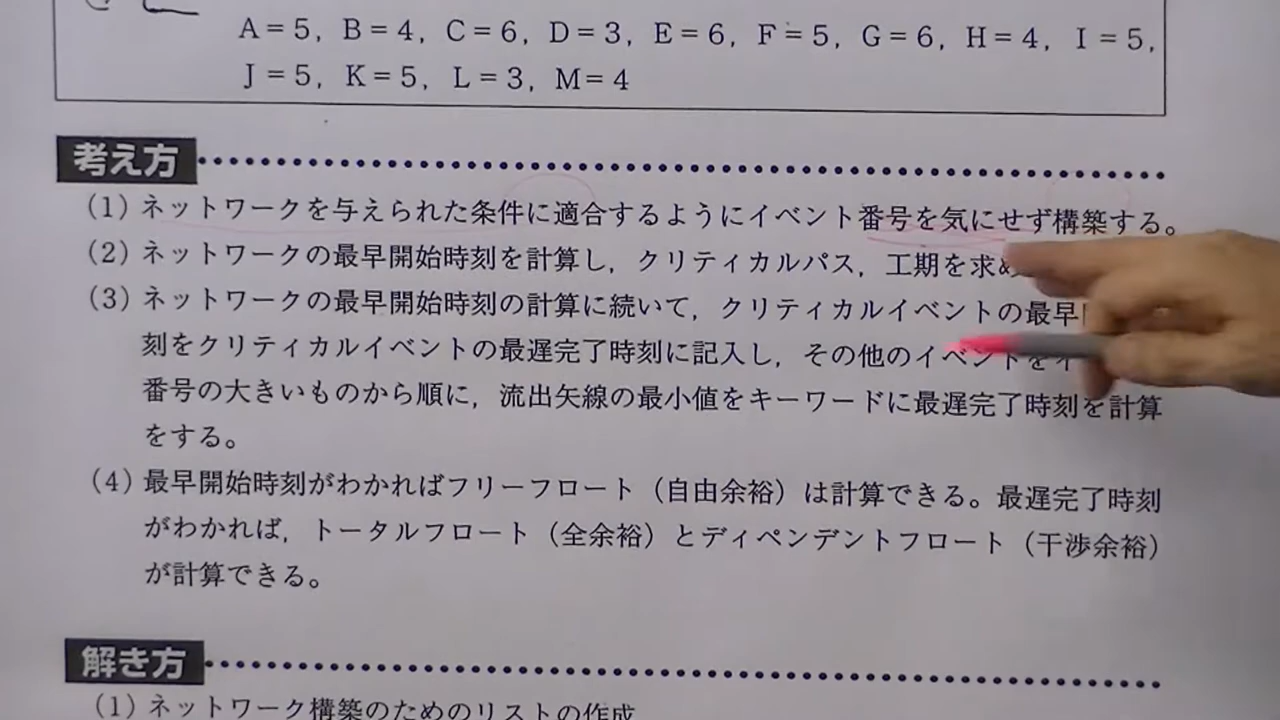 A=5, B=4, C=6, D=3, E=6, F=5, G=6, H=4, I=5,
J=5, K=5, L=3, M=4
考え方
(1) ネットワークを与えられた条件に適合するようにイベント番号を気にせず構築する。
(2) ネットワークの最早開始時刻を計算し，クリティカルパス，工期を求め
(3) ネットワークの最早開始時刻の計算に続いて，クリティカルイベントの最早
刻をクリティカルイベントの最遅完了時刻に記入し，その他のイベントを
番号の大きいものから順に，流出矢線の最小値をキーワードに最遅完了時刻を計算
をする。
(4) 最早開始時刻がわかればフリーフロート（自由余裕）は計算できる。最遅完了時刻
がわかれば，トータルフロート（全余裕）とディペンデントフロート（干渉余裕）
が計算できる。
解き方
(1) ネットワーク構築のためのリストの作成